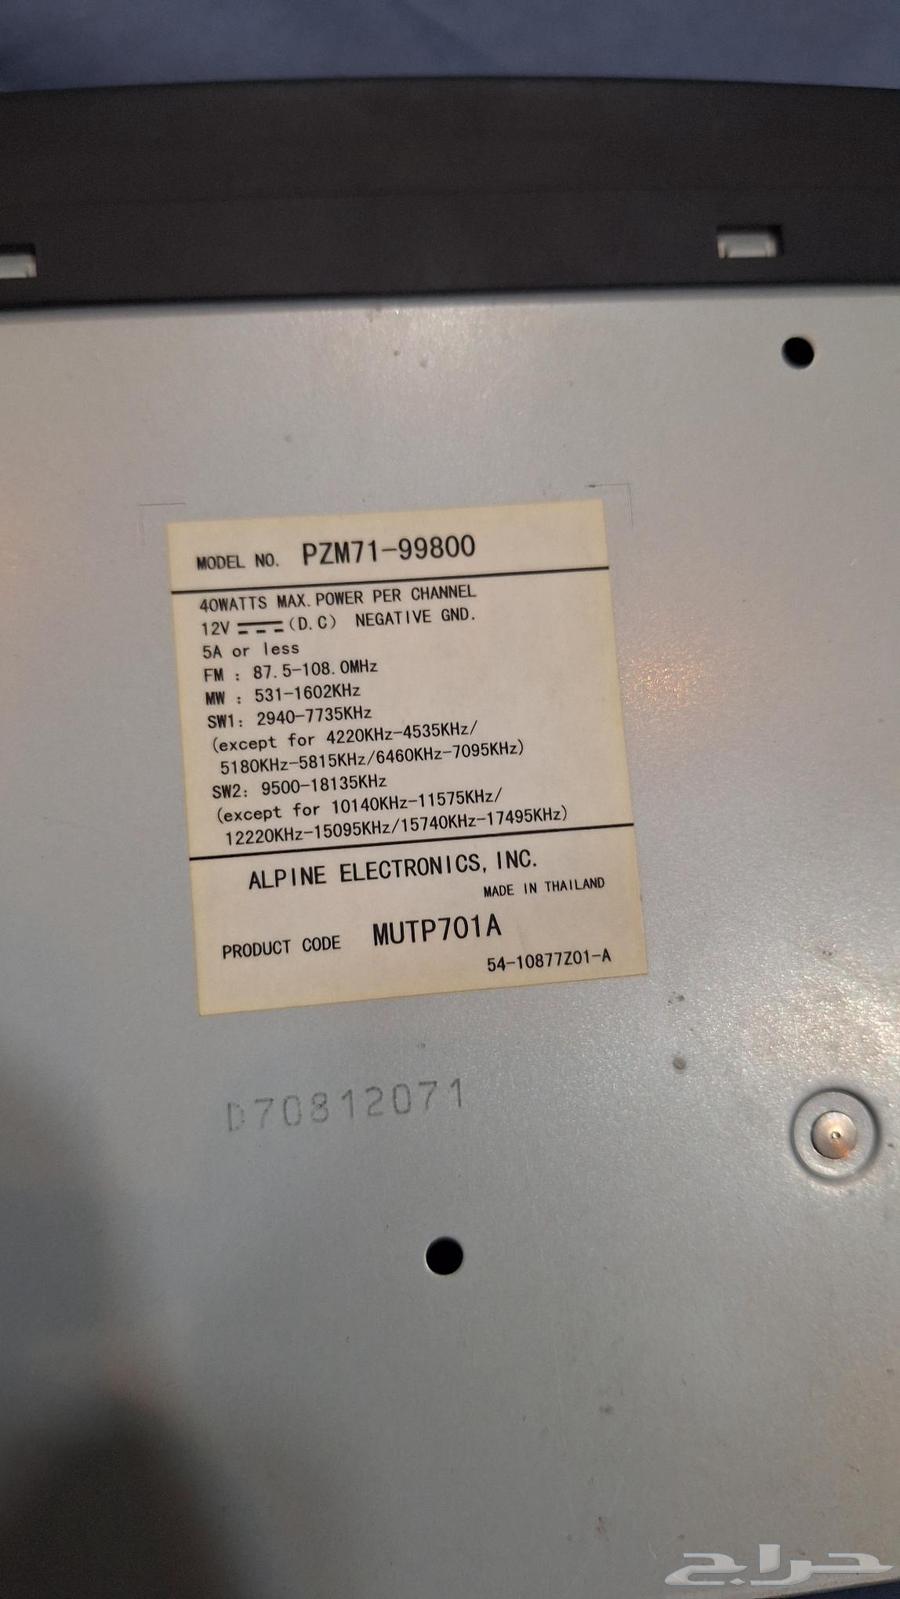 MODEL NO. PZM71-99800
40WATTS MAX. POWER PER CHANNEL
12V (D.C) NEGATIVE GND.
5A or less
FM : 87.5-108.0MHz
MW : 531-1602KHz
SW1: 2940-7735KHz
(except for 4220KHz-4535KHz/
5180KHz-5815KHz/6460KHz-7095KHz)
SW2: 9500-18135KHz
(except for 10140KHz-11575KHz/
12220KHz-15095KHz/15740KHz-17495KHz)
ALPINE ELECTRONICS, INC.
MADE IN THAILAND
PRODUCT CODE MUTP701A
54-10877Z01-A
D70812071
حراج